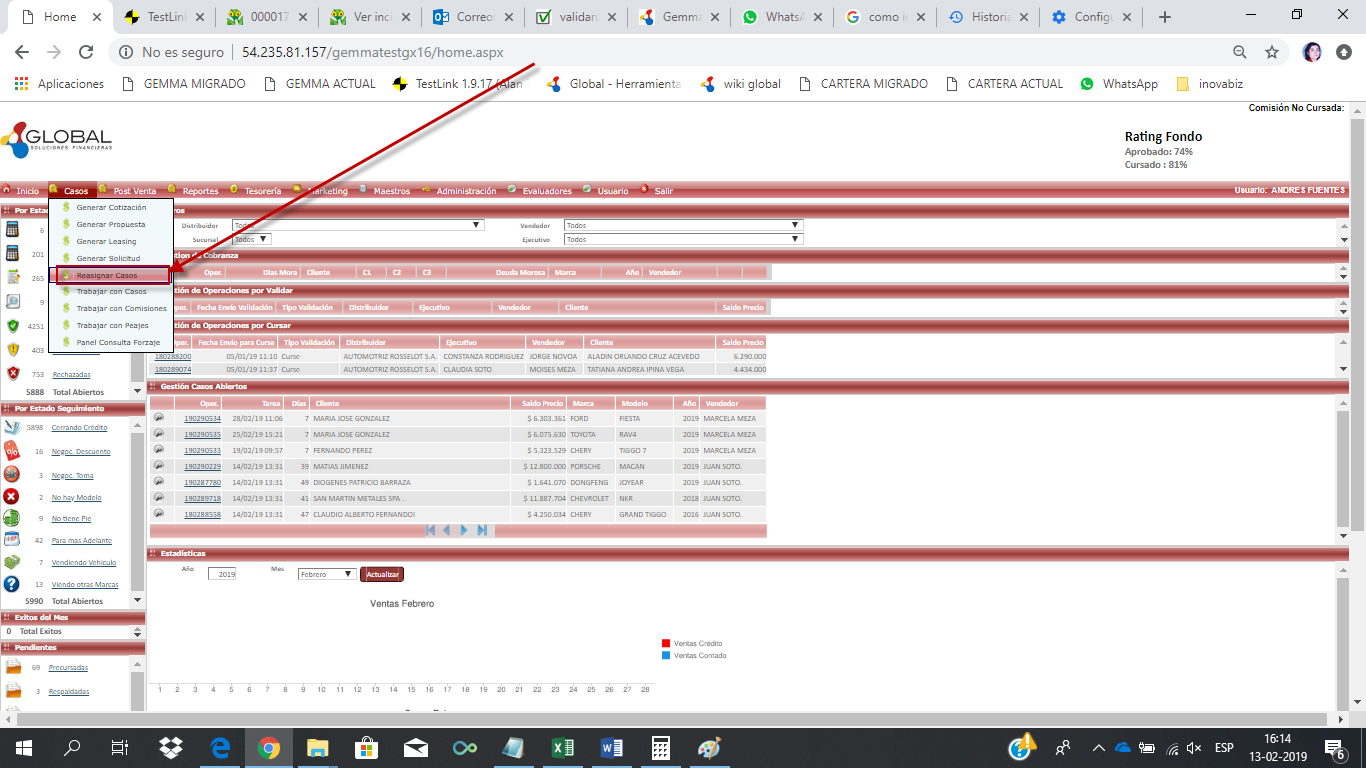 Home
TestLink
000017
Ver inci
Correo
validar
Gemma
WhatsA
como i
Historia
Configu
No es seguro
54.235.81.157/gemmatestgx16/home.aspx
Aplicaciones
GEMMA MIGRADO
GEMMA ACTUAL
TestLink 1.9.17 (Alan
Global - Herramienta
wiki global
CARTERA MIGRADO
CARTERA ACTUAL
WhatsApp
inovabiz
Comisión No Cursada:
GLOBAL
SOLUCIONES FINANCIERAS
Rating Fondo
Aprobado: 74%
Cursado : 81%
Inicio
Casos
Post Venta
Reportes
Tesorería
Marketing
Maestros
Administración
Evaluadores
Usuario
Salir
Usuario: ANDRES FUENTES
Generar Cotización
Generar Propuesta
Generar Leasing
Generar Solicitud
Reasignar Casos
Trabajar con Casos
Trabajar con Comisiones
Trabajar con Peajes
Panel Consulta Forzaje
Por Esta
6
201
265
9
4251
403
753 Rechazadas
5888 Total Abiertos
Por Estado Seguimiento
5898 Cerrando Crédito
16 Negoc. Descuento
3 Negoc. Toma
2 No hay Modelo
9 No tiene Pie
42 Para mas Adelante
7 Vendiendo Vehiculo
13 Viendo otras Marcas
5990 Total Abiertos
Exitos del Mes
0 Total Exitos
Pendientes
69 Precursadas
3 Respaldadas
ros
Distribuidor Todos Vendedor Todos
Sucursal Todos Ejecutivo Todos
tion de Cobranza
Oper. Dias Mora Cliente C1 C2 C3 Deuda Morosa Marca Año Vendedor
tión de Operaciones por Validar
Oper. Fecha Envío Validación Tipo Validación Distribuidor Ejecutivo Vendedor Cliente Saldo Precio
tión de Operaciones por Cursar
Oper. Fecha Envío para Curse Tipo Validación Distribuidor Ejecutivo Vendedor Cliente Saldo Precio
180288200 05/01/19 11:10 Curse AUTOMOTRIZ ROSSELOT S.A. CONSTANZA RODRIGUEZ JORGE NOVOA ALADIN ORLANDO CRUZ ACEVEDO 6.290.000
180289074 05/01/19 11:37 Curse AUTOMOTRIZ ROSSELOT S.A. CLAUDIA SOTO MOISES MEZA TATIANA ANDREA IPINA VEGA 4.434.000
Gestión Casos Abiertos
Oper. Tarea Días Cliente Saldo Precio Marca Modelo Año Vendedor
190290534 28/02/19 11:06 7 MARIA JOSE GONZALEZ $ 6.303.361 FORD FIESTA 2019 MARCELA MEZA
190290535 25/02/19 15:21 7 MARIA JOSE GONZALEZ $ 6.075.630 TOYOTA RAV4 2019 MARCELA MEZA
190290533 19/02/19 09:57 7 FERNANDO PEREZ $ 5.323.529 CHERY TIGGO 7 2019 MARCELA MEZA
190290229 14/02/19 13:31 39 MATIAS JIMENEZ $ 12.800.000 PORSCHE MACAN 2019 JUAN SOTO.
190287780 14/02/19 13:31 49 DIOGENES PATRICIO BARRAZA $ 1.641.070 DONGFENG JOYEAR 2019 JUAN SOTO.
190289718 14/02/19 13:31 41 SAN MARTIN METALES SPA . $ 11.887.704 CHEVROLET NKR 2018 JUAN SOTO.
180288558 14/02/19 13:31 47 CLAUDIO ALBERTO FERNANDOI $ 4.250.034 CHERY GRAND TIGGO 2016 JUAN SOTO.
Estadísticas
Año 2019 Mes Febrero Actualizar
Ventas Febrero
Ventas Crédito
Ventas Contado
1 2 3 4 5 6 7 8 9 10 11 12 13 14 15 16 17 18 19 20 21 22 23 24 25 26 27 28
ESP
16:14
13-02-2019
6